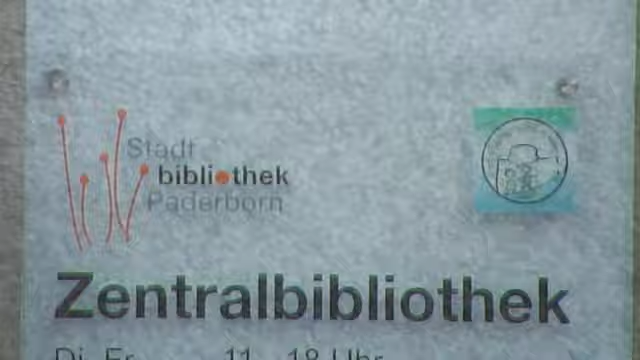 Stadt
bibliothek
Paderborn
Zentralbibliothek
Di Fr 11 - 18 Uhr